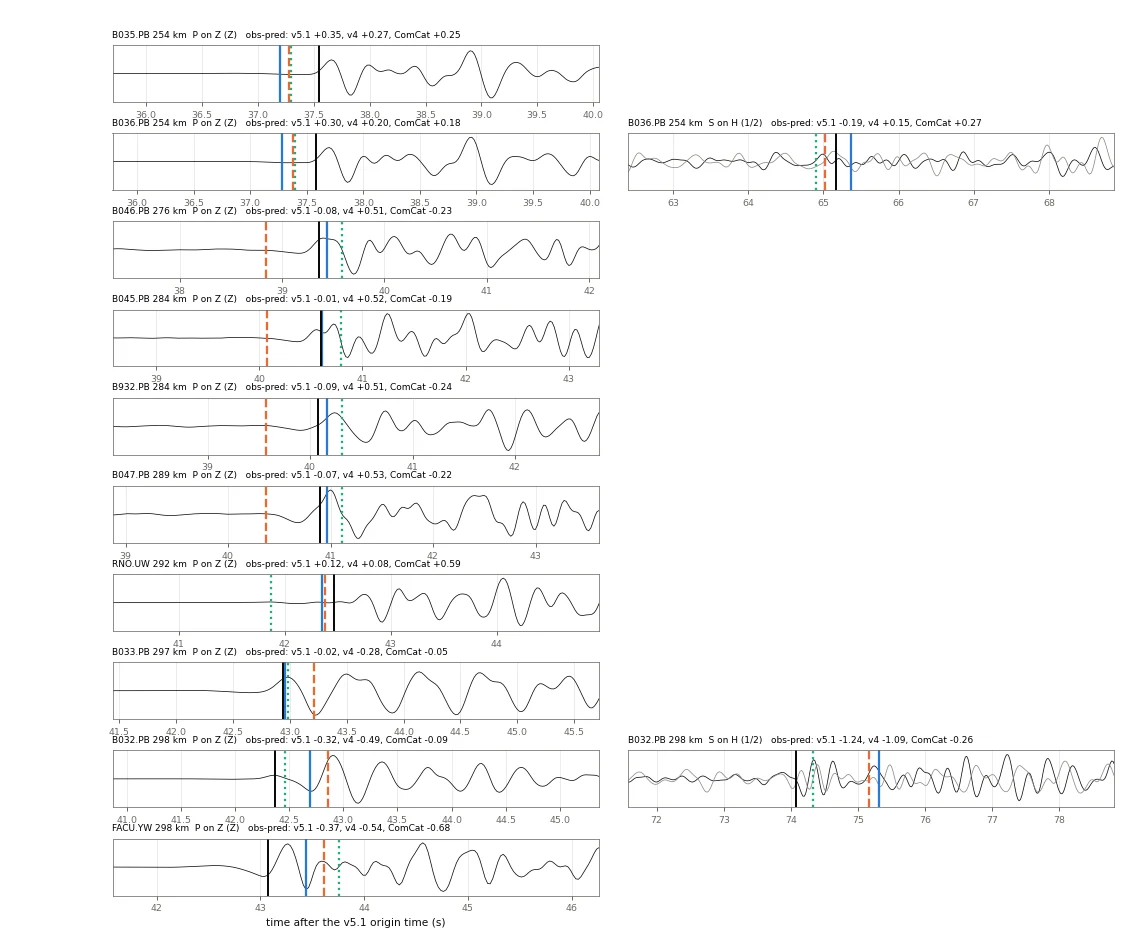 B035.PB 254 km  P on Z (Z)   obs-pred: v5.1 +0.35, v4 +0.27, ComCat +0.25
36.0 36.5 37.0 37.5 38.0 38.5 39.0 39.5 40.0
B036.PB 254 km  P on Z (Z)   obs-pred: v5.1 +0.30, v4 +0.20, ComCat +0.18
36.0 36.5 37.0 37.5 38.0 38.5 39.0 39.5 40.0
B036.PB 254 km  S on H (1/2)   obs-pred: v5.1 -0.19, v4 +0.15, ComCat +0.27
63 64 65 66 67 68
B046.PB 276 km  P on Z (Z)   obs-pred: v5.1 -0.08, v4 +0.51, ComCat -0.23
38 39 40 41 42
B045.PB 284 km  P on Z (Z)   obs-pred: v5.1 -0.01, v4 +0.52, ComCat -0.19
39 40 41 42 43
B932.PB 284 km  P on Z (Z)   obs-pred: v5.1 -0.09, v4 +0.51, ComCat -0.24
39 40 41 42
B047.PB 289 km  P on Z (Z)   obs-pred: v5.1 -0.07, v4 +0.53, ComCat -0.22
39 40 41 42 43
RNO.UW 292 km  P on Z (Z)   obs-pred: v5.1 +0.12, v4 +0.08, ComCat +0.59
41 42 43 44
B033.PB 297 km  P on Z (Z)   obs-pred: v5.1 -0.02, v4 -0.28, ComCat -0.05
41.5 42.0 42.5 43.0 43.5 44.0 44.5 45.0 45.5
B032.PB 298 km  P on Z (Z)   obs-pred: v5.1 -0.32, v4 -0.49, ComCat -0.09
41.0 41.5 42.0 42.5 43.0 43.5 44.0 44.5 45.0
B032.PB 298 km  S on H (1/2)   obs-pred: v5.1 -1.24, v4 -1.09, ComCat -0.26
72 73 74 75 76 77 78
FACU.YW 298 km  P on Z (Z)   obs-pred: v5.1 -0.37, v4 -0.54, ComCat -0.68
42 43 44 45 46
time after the v5.1 origin time (s)